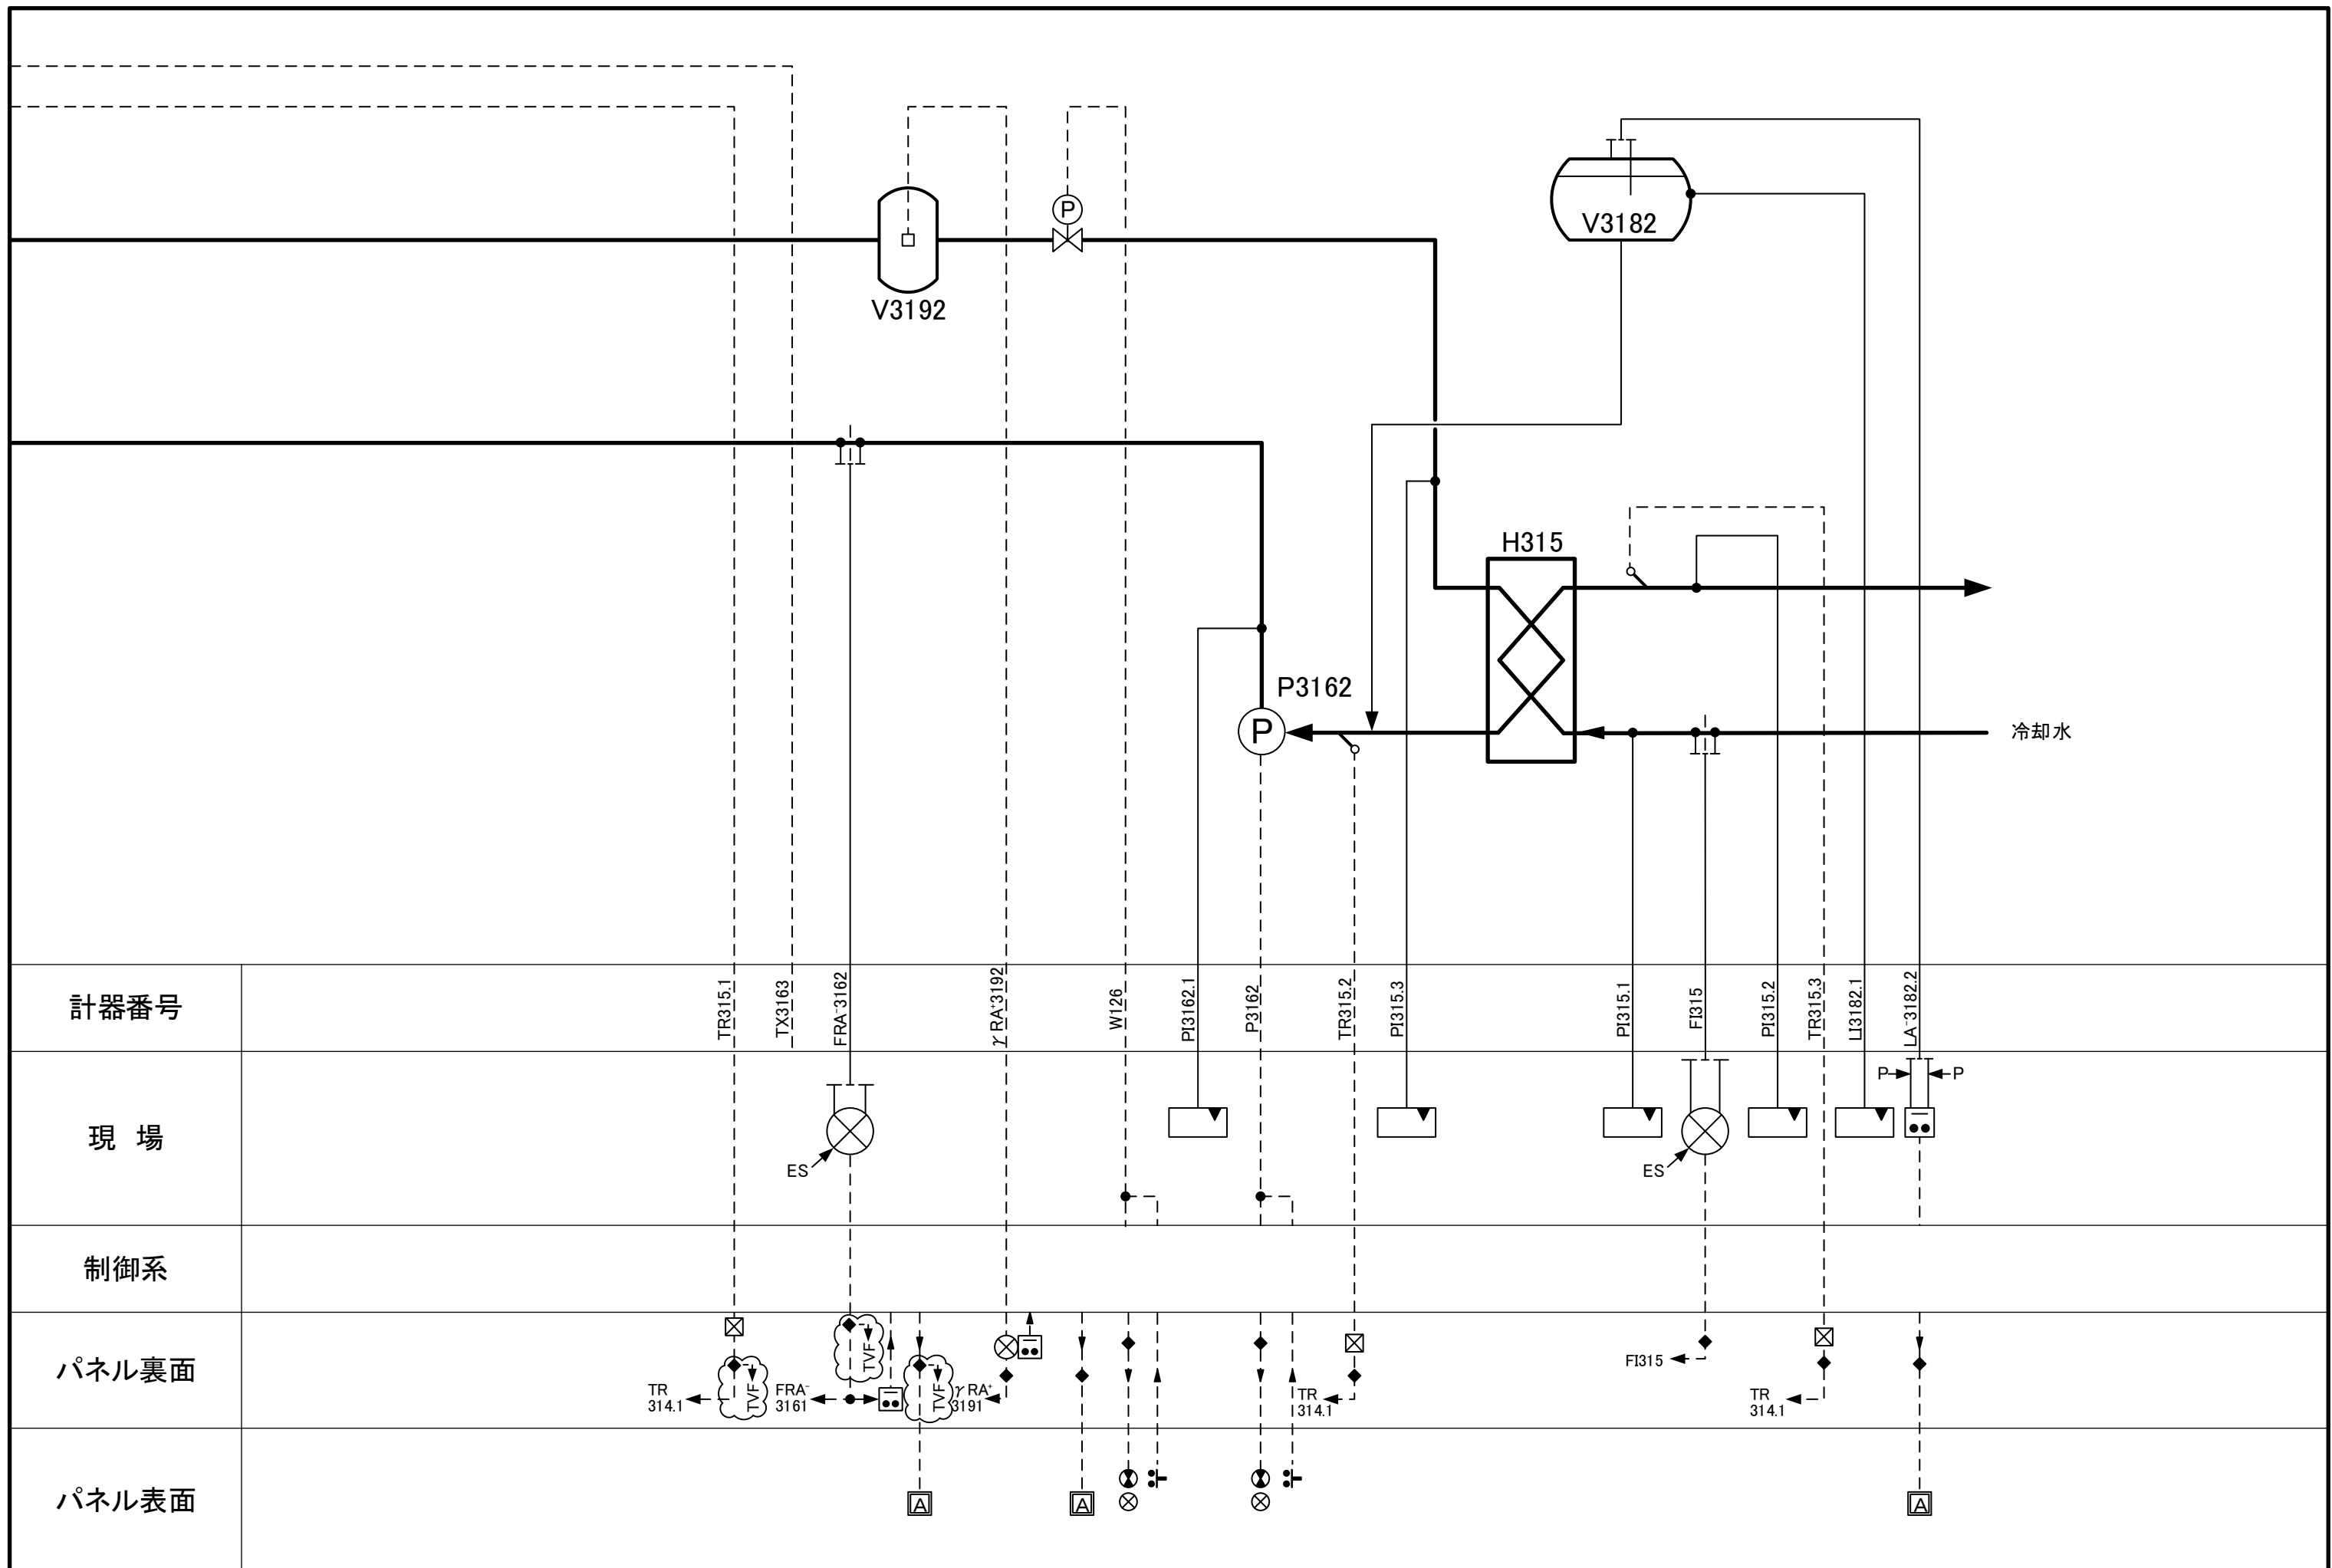 P
V3182
V3192
H315
P3162
P
冷却水
計器番号
TR315.1
TX3163
FRA⁻3162
γRA⁺3192
W126
PI3162.1
P3162
TR315.2
PI315.3
PI315.1
FI315
PI315.2
TR315.3
LI3182.1
LA⁻3182.2
現 場
P
P
ES
ES
制御系
パネル裏面
TR
314.1
TVF
FRA⁻
3161
TVF
TVF
γRA⁺
3191
TR
314.1
FI315
TR
314.1
パネル表面
A
A
A